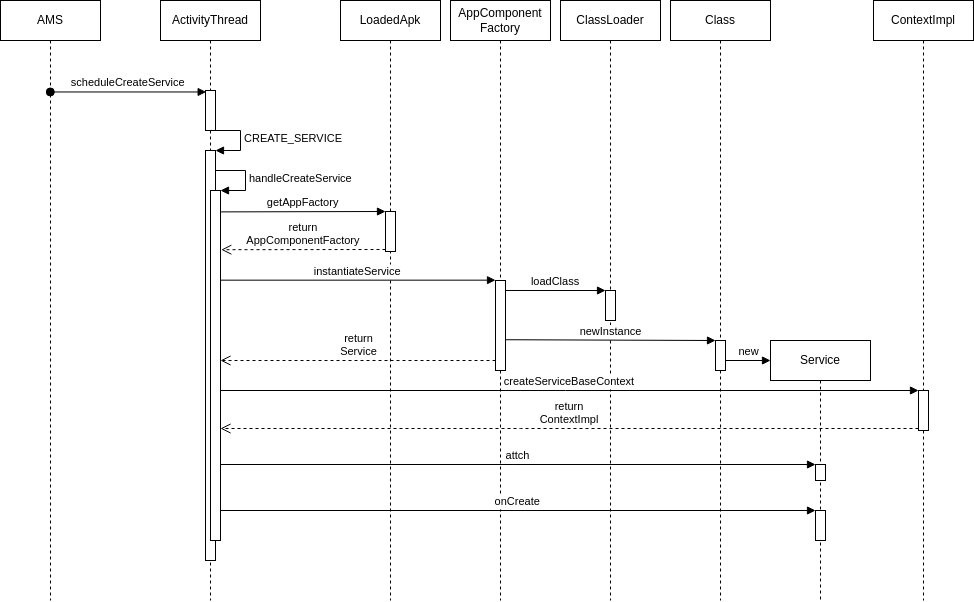 AMS
ActivityThread
LoadedApk
AppComponent
Factory
ClassLoader
Class
ContextImpl
scheduleCreateService
CREATE_SERVICE
handleCreateService
getAppFactory
return
AppComponentFactory
instantiateService
loadClass
newInstance
return
Service
new
Service
createServiceBaseContext
return
ContextImpl
attch
onCreate